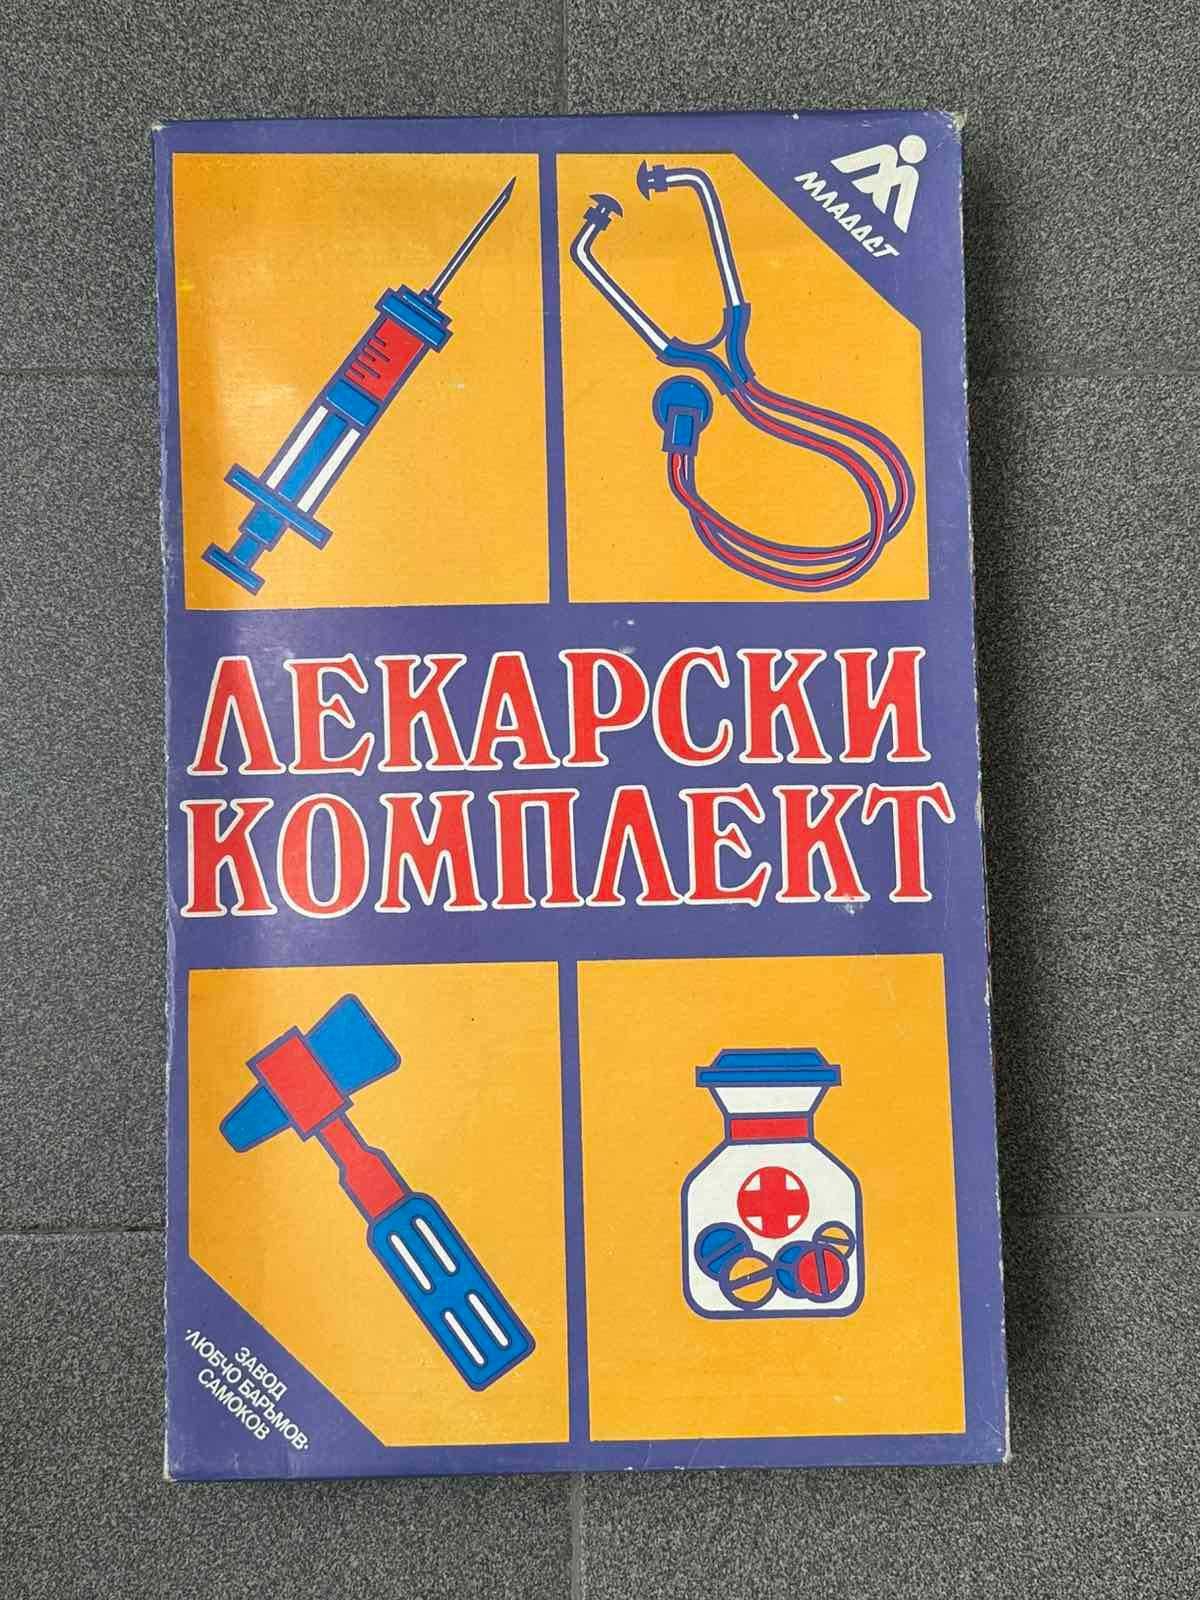 МЛАДОСТ
ЛЕКАРСКИ
КОМПЛЕКТ
ЗАВОД
"ЛЮБЧО БАРЪМОВ"
САМОКОВ